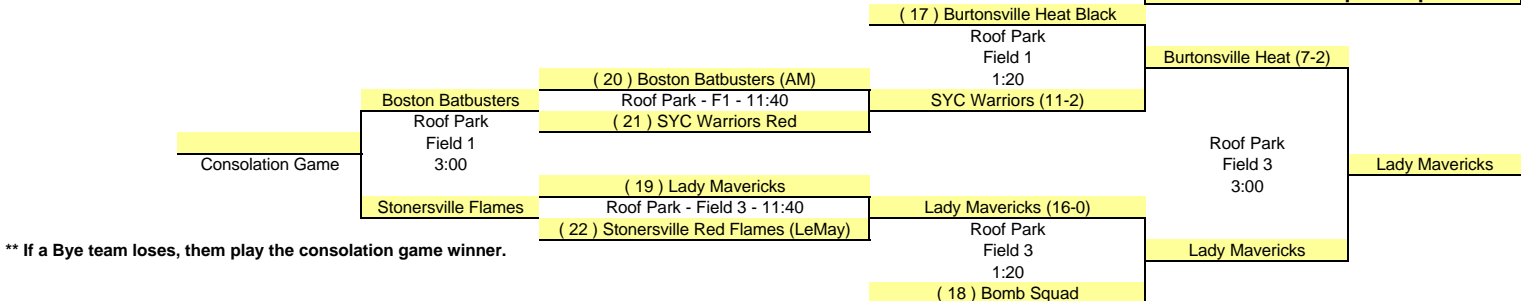 ( 17 ) Burtonsville Heat Black
Roof Park
Field 1
Burtonsville Heat (7-2)
( 20 ) Boston Batbusters (AM)
1:20
Boston Batbusters
Roof Park - F1 - 11:40
SYC Warriors (11-2)
Roof Park
( 21 ) SYC Warriors Red
Field 1
Roof Park
Consolation Game
3:00
Field 3
Lady Mavericks
( 19 ) Lady Mavericks
3:00
Stonersville Flames
Roof Park - Field 3 - 11:40
Lady Mavericks (16-0)
( 22 ) Stonersville Red Flames (LeMay)
Roof Park
** If a Bye team loses, them play the consolation game winner.
Field 3
Lady Mavericks
1:20
( 18 ) Bomb Squad